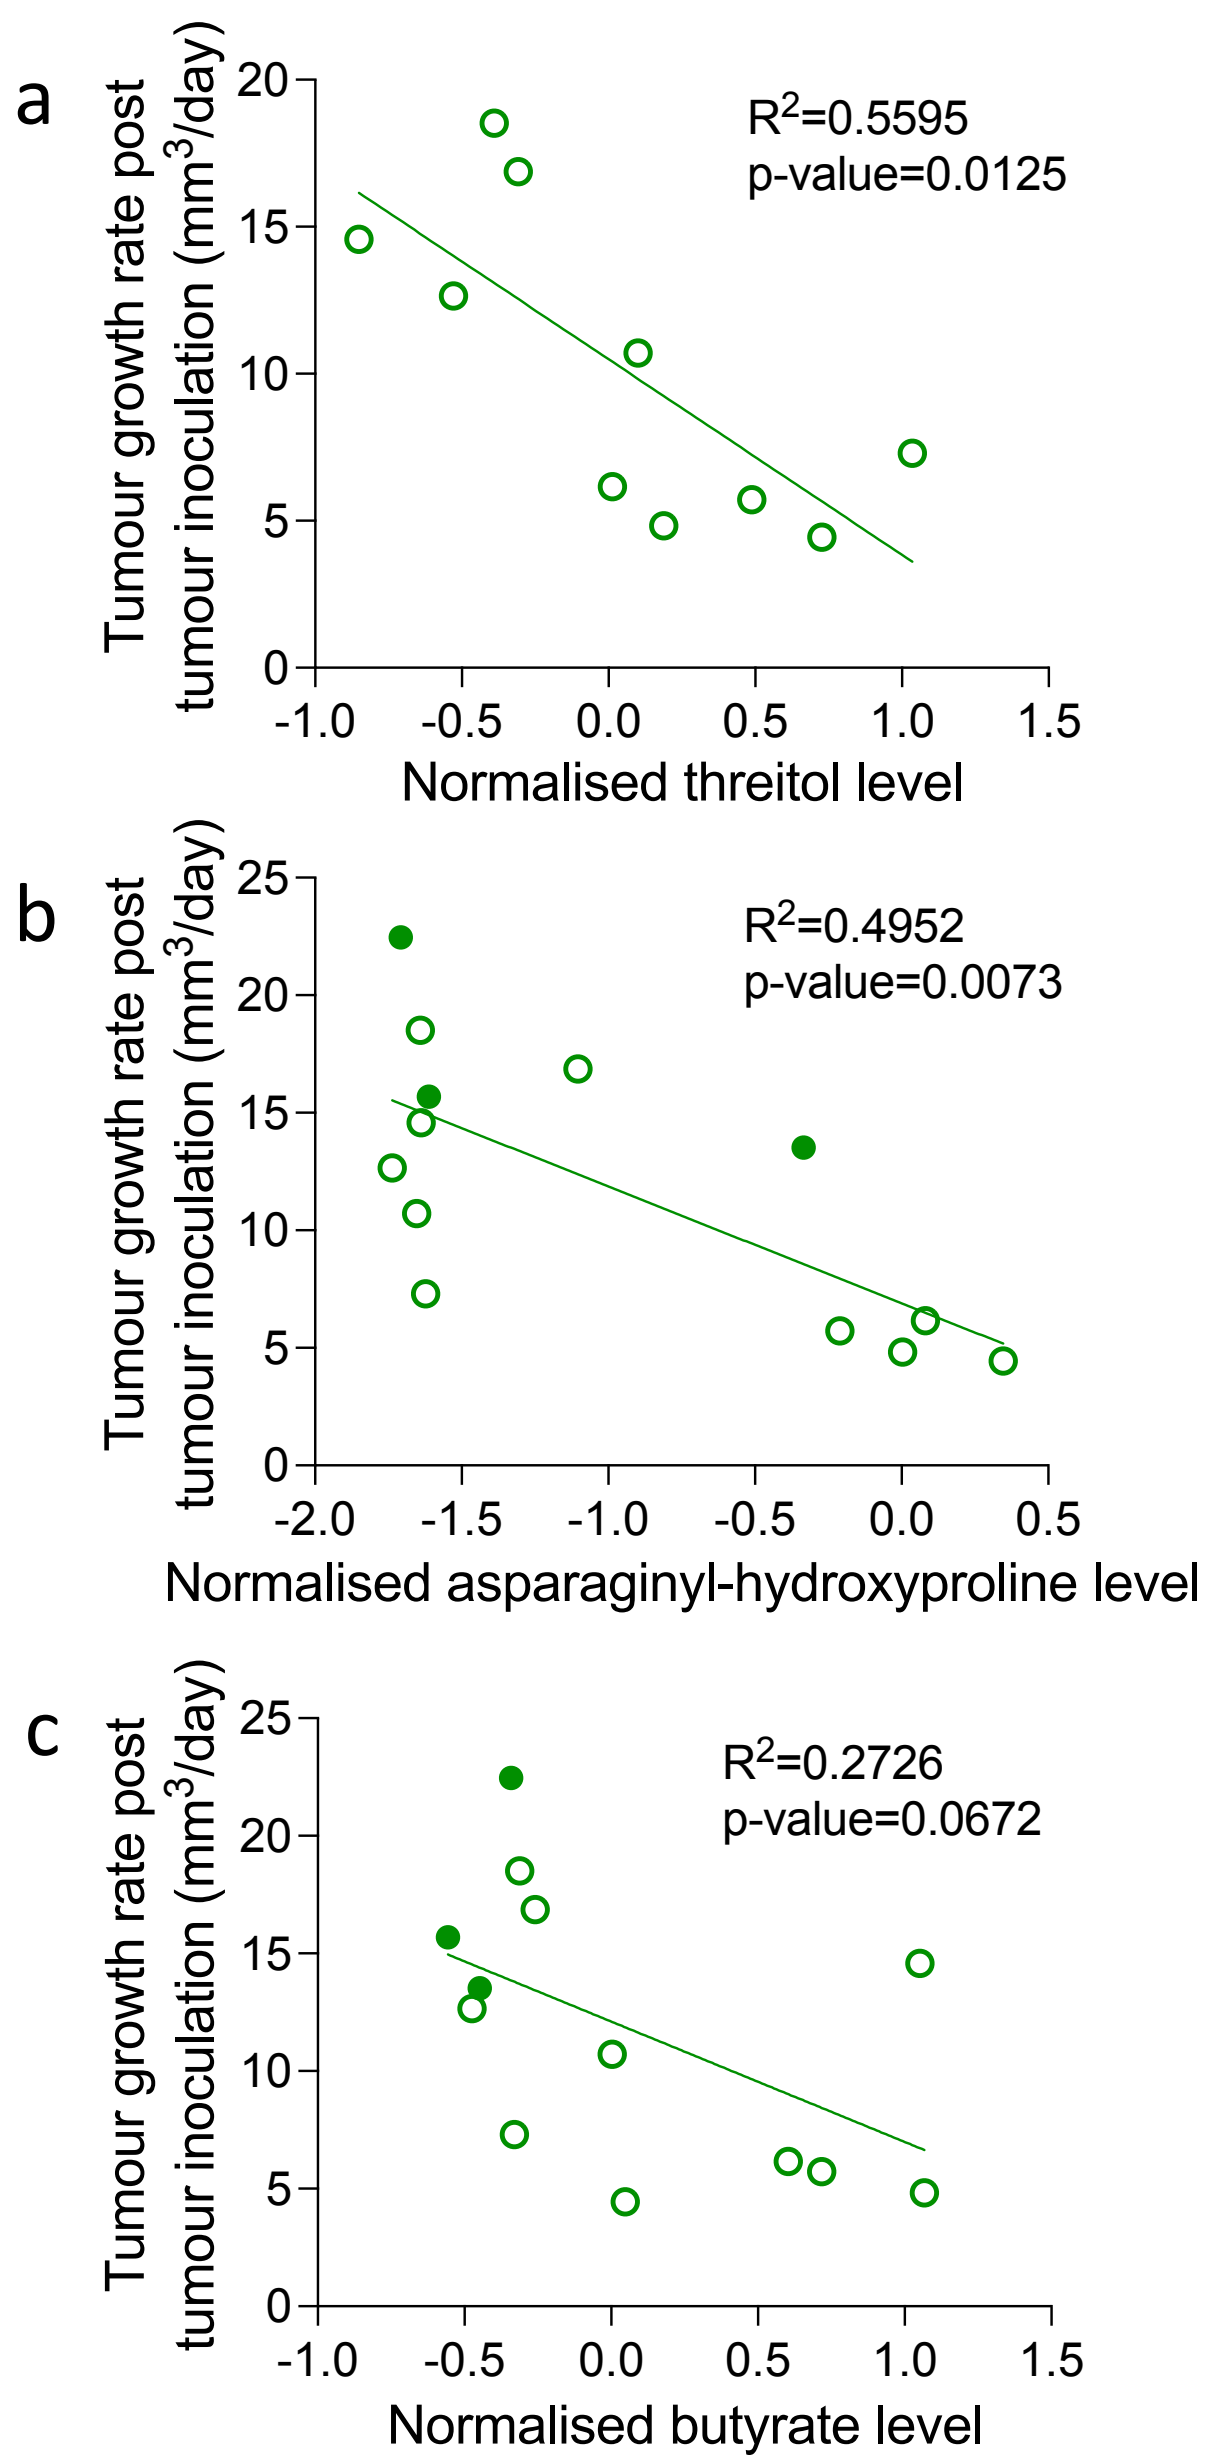 a
Tumour growth rate post
tumour inoculation (mm³/day)
20
15
10
5
0
R²=0.5595
p-value=0.0125
-1.0 -0.5 0.0 0.5 1.0 1.5
Normalised threitol level
b
Tumour growth rate post
tumour inoculation (mm³/day)
25
20
15
10
5
0
R²=0.4952
p-value=0.0073
-2.0 -1.5 -1.0 -0.5 0.0 0.5
Normalised asparaginyl-hydroxyproline level
c
Tumour growth rate post
tumour inoculation (mm³/day)
25
20
15
10
5
0
R²=0.2726
p-value=0.0672
-1.0 -0.5 0.0 0.5 1.0 1.5
Normalised butyrate level